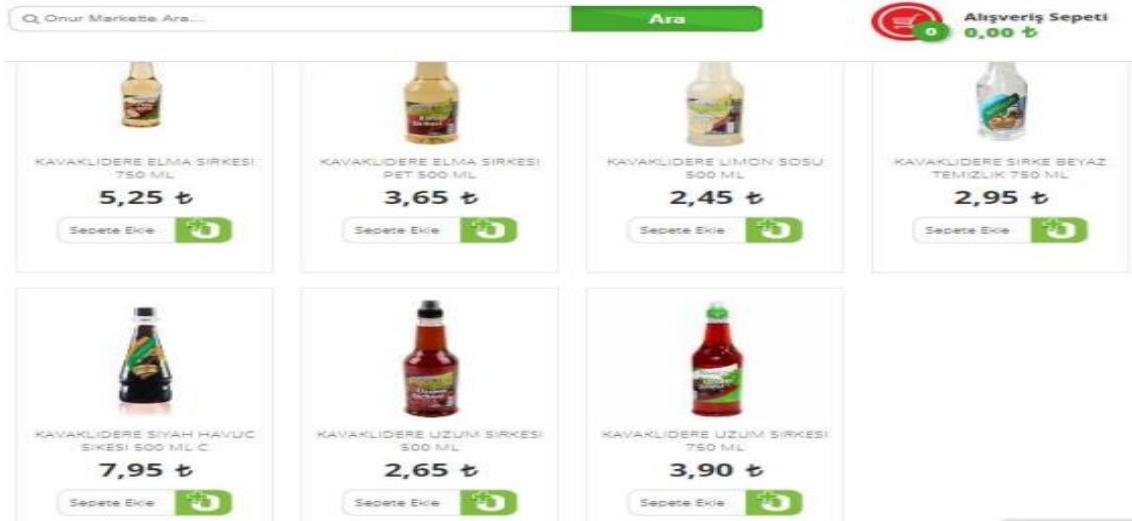 Onur Markette Ara...
Ara
Alışveriş Sepeti
0
0,00 ₺
KAVAKLIDERE ELMA SIRKESI
750 ML
5,25 ₺
Sepete Ekle
KAVAKLIDERE ELMA SIRKESI
PET 500 ML
3,65 ₺
Sepete Ekle
KAVAKLIDERE LIMON SOSU
500 ML
2,45 ₺
Sepete Ekle
KAVAKLIDERE SIRKE BEYAZ
TEMIZLIK 750 ML
2,95 ₺
Sepete Ekle
KAVAKLIDERE SIYAH HAVUC
SIKESI 500 ML C
7,95 ₺
Sepete Ekle
KAVAKLIDERE UZUM SIRKESI
500 ML
2,65 ₺
Sepete Ekle
KAVAKLIDERE UZUM SIRKESI
750 ML
3,90 ₺
Sepete Ekle